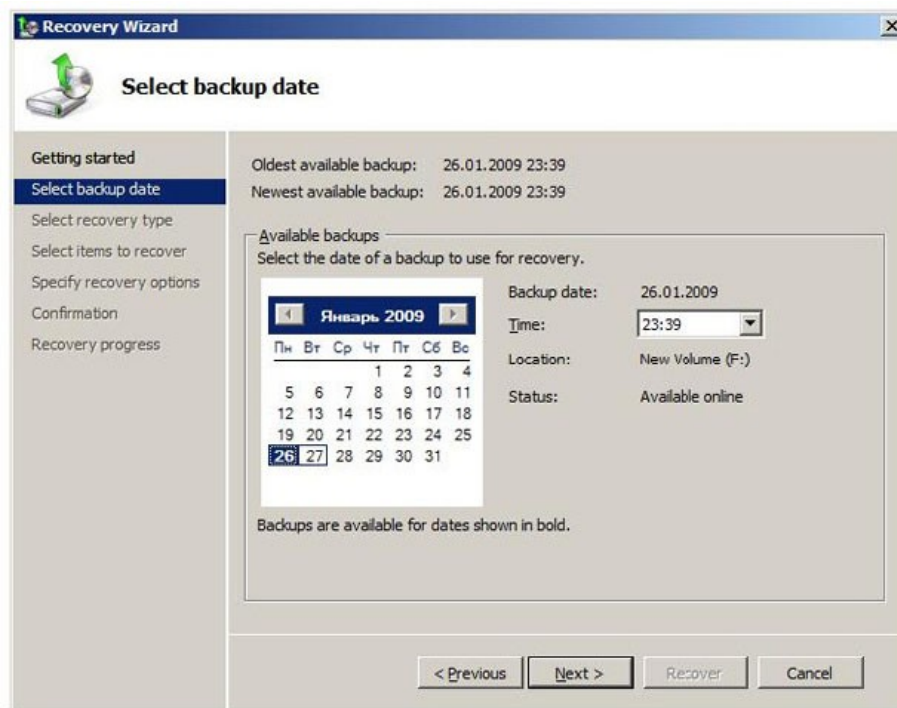 Recovery Wizard
Select backup date
Getting started
Select backup date
Select recovery type
Select items to recover
Specify recovery options
Confirmation
Recovery progress
Oldest available backup: 26.01.2009 23:39
Newest available backup: 26.01.2009 23:39
Available backups
Select the date of a backup to use for recovery.
Январь 2009
Пн Вт Ср Чт Пт Сб Вс
1 2 3 4
5 6 7 8 9 10 11
12 13 14 15 16 17 18
19 20 21 22 23 24 25
26 27 28 29 30 31
Backup date: 26.01.2009
Time: 23:39
Location: New Volume (F:)
Status: Available online
Backups are available for dates shown in bold.
< Previous Next > Recover Cancel